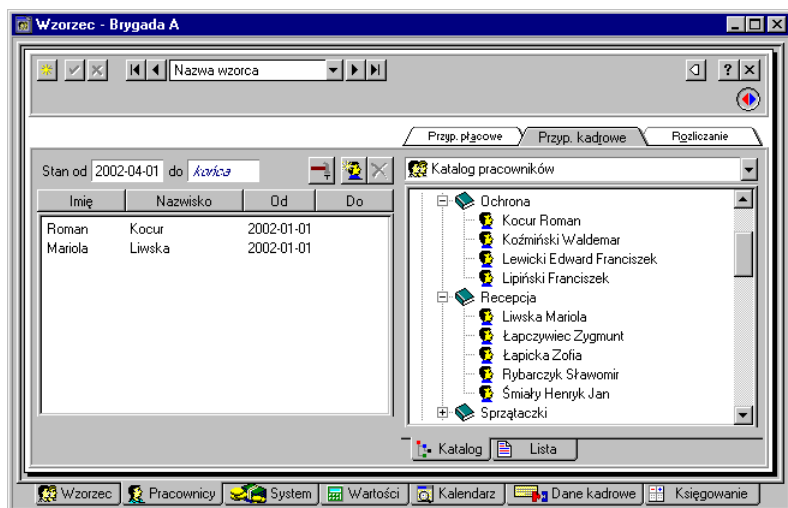 Wzorzec - Brygada A
Nazwa wzorca
?
Przyp. płacowe Przyp. kadrowe Rozliczanie
Stan od 2002-04-01 do końca
Katalog pracowników
Imię Nazwisko Od Do
Roman Kocur 2002-01-01
Mariola Liwska 2002-01-01
Ochrona
Kocur Roman
Koźmiński Waldemar
Lewicki Edward Franciszek
Lipiński Franciszek
Recepcja
Liwska Mariola
Łapczywiec Zygmunt
Łapicka Zofia
Rybarczyk Sławomir
Śmiały Henryk Jan
Sprzątaczki
Katalog Lista
Wzorzec Pracownicy System Wartości Kalendarz Dane kadrowe Księgowanie